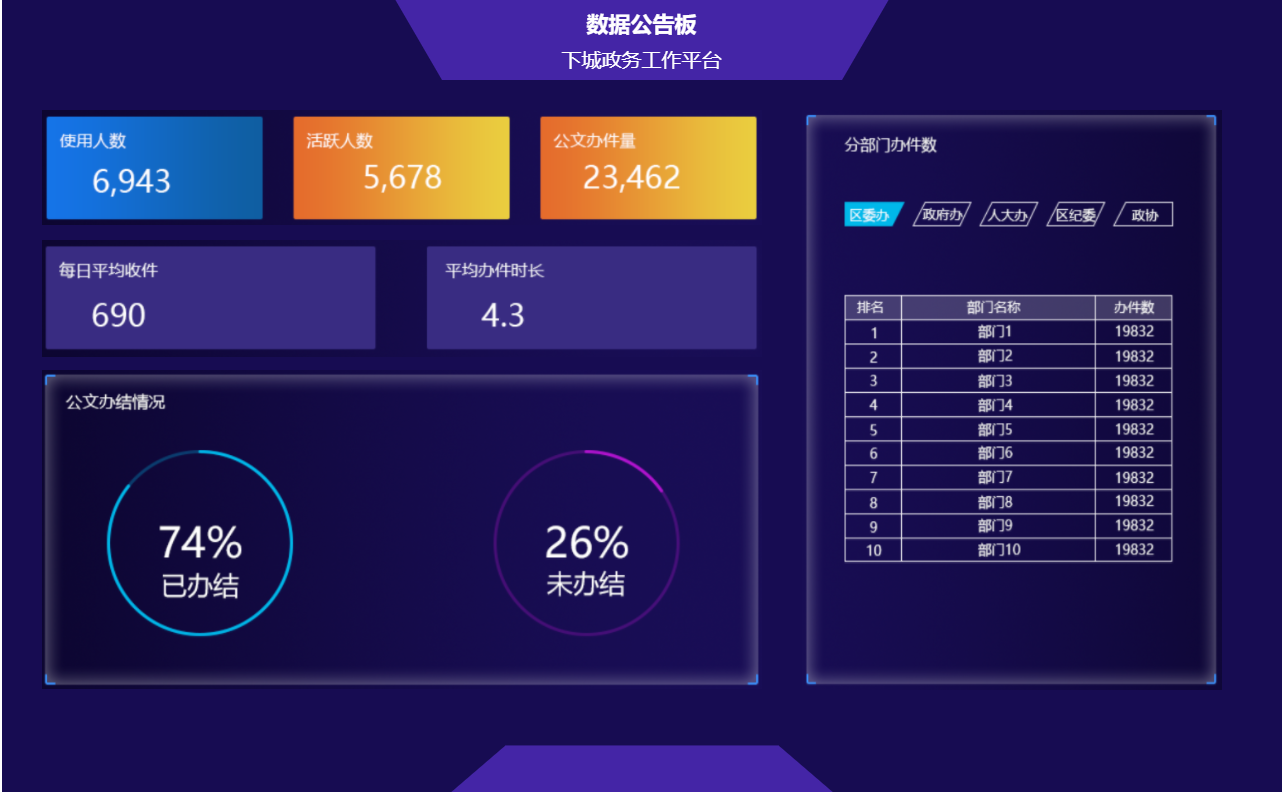 数据公告板
下城政务工作平台
使用人数
6,943
活跃人数
5,678
公文办件量
23,462
每日平均收件
690
平均办件时长
4.3
公文办结情况
74%
已办结
26%
未办结
分部门办件数
区委办 政府办 人大办 区纪委 政协
排名 部门名称 办件数
1 部门1 19832
2 部门2 19832
3 部门3 19832
4 部门4 19832
5 部门5 19832
6 部门6 19832
7 部门7 19832
8 部门8 19832
9 部门9 19832
10 部门10 19832